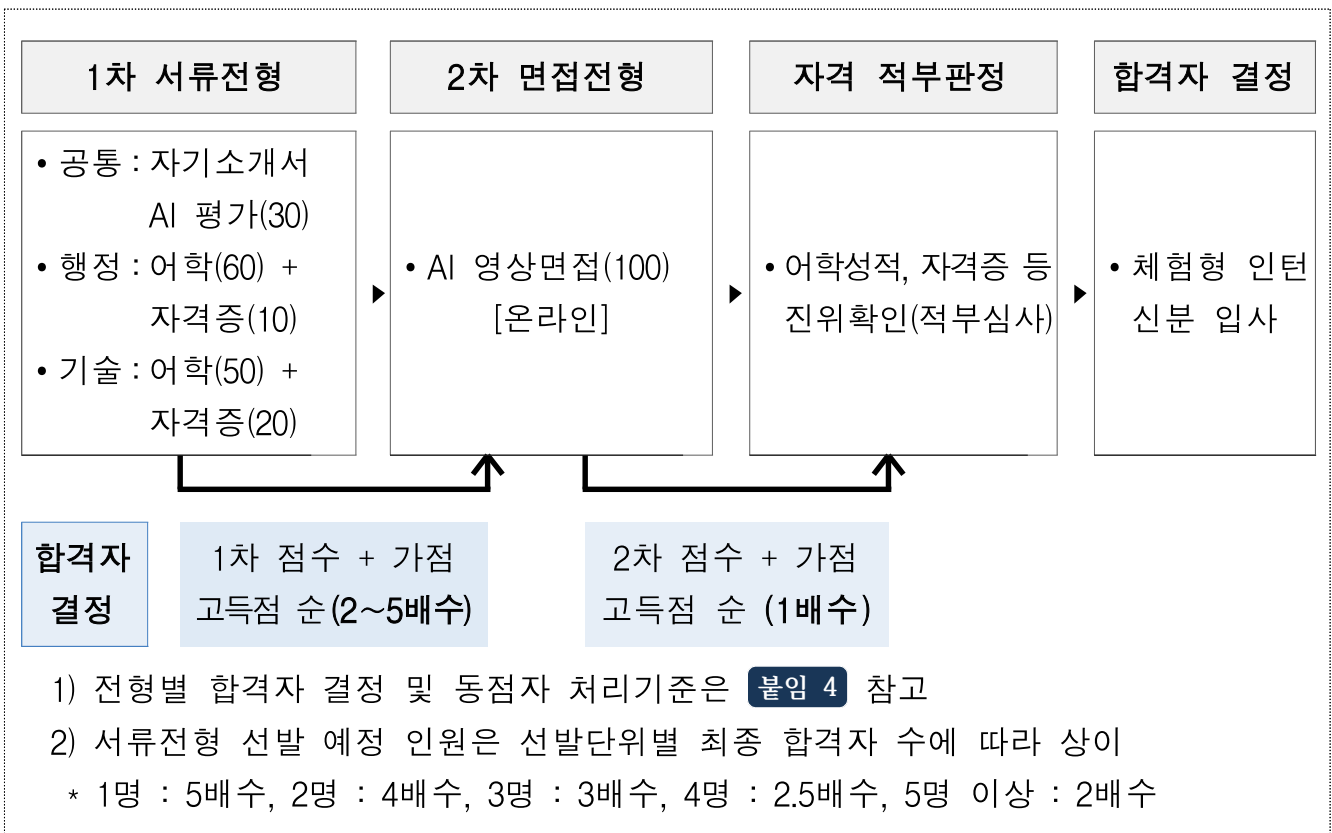 1차 서류전형
2차 면접전형
자격 적부판정
합격자 결정
• 공통 : 자기소개서
AI 평가(30)
• 행정 : 어학(60) +
자격증(10)
• 기술 : 어학(50) +
자격증(20)
▶
• AI 영상면접(100)
[온라인]
▶
• 어학성적, 자격증 등
진위확인(적부심사)
▶
• 체험형 인턴
신분 입사
합격자
결정
1차 점수 + 가점
고득점 순(2~5배수)
2차 점수 + 가점
고득점 순 (1배수)
1) 전형별 합격자 결정 및 동점자 처리기준은 붙임 4 참고
2) 서류전형 선발 예정 인원은 선발단위별 최종 합격자 수에 따라 상이
* 1명 : 5배수, 2명 : 4배수, 3명 : 3배수, 4명 : 2.5배수, 5명 이상 : 2배수